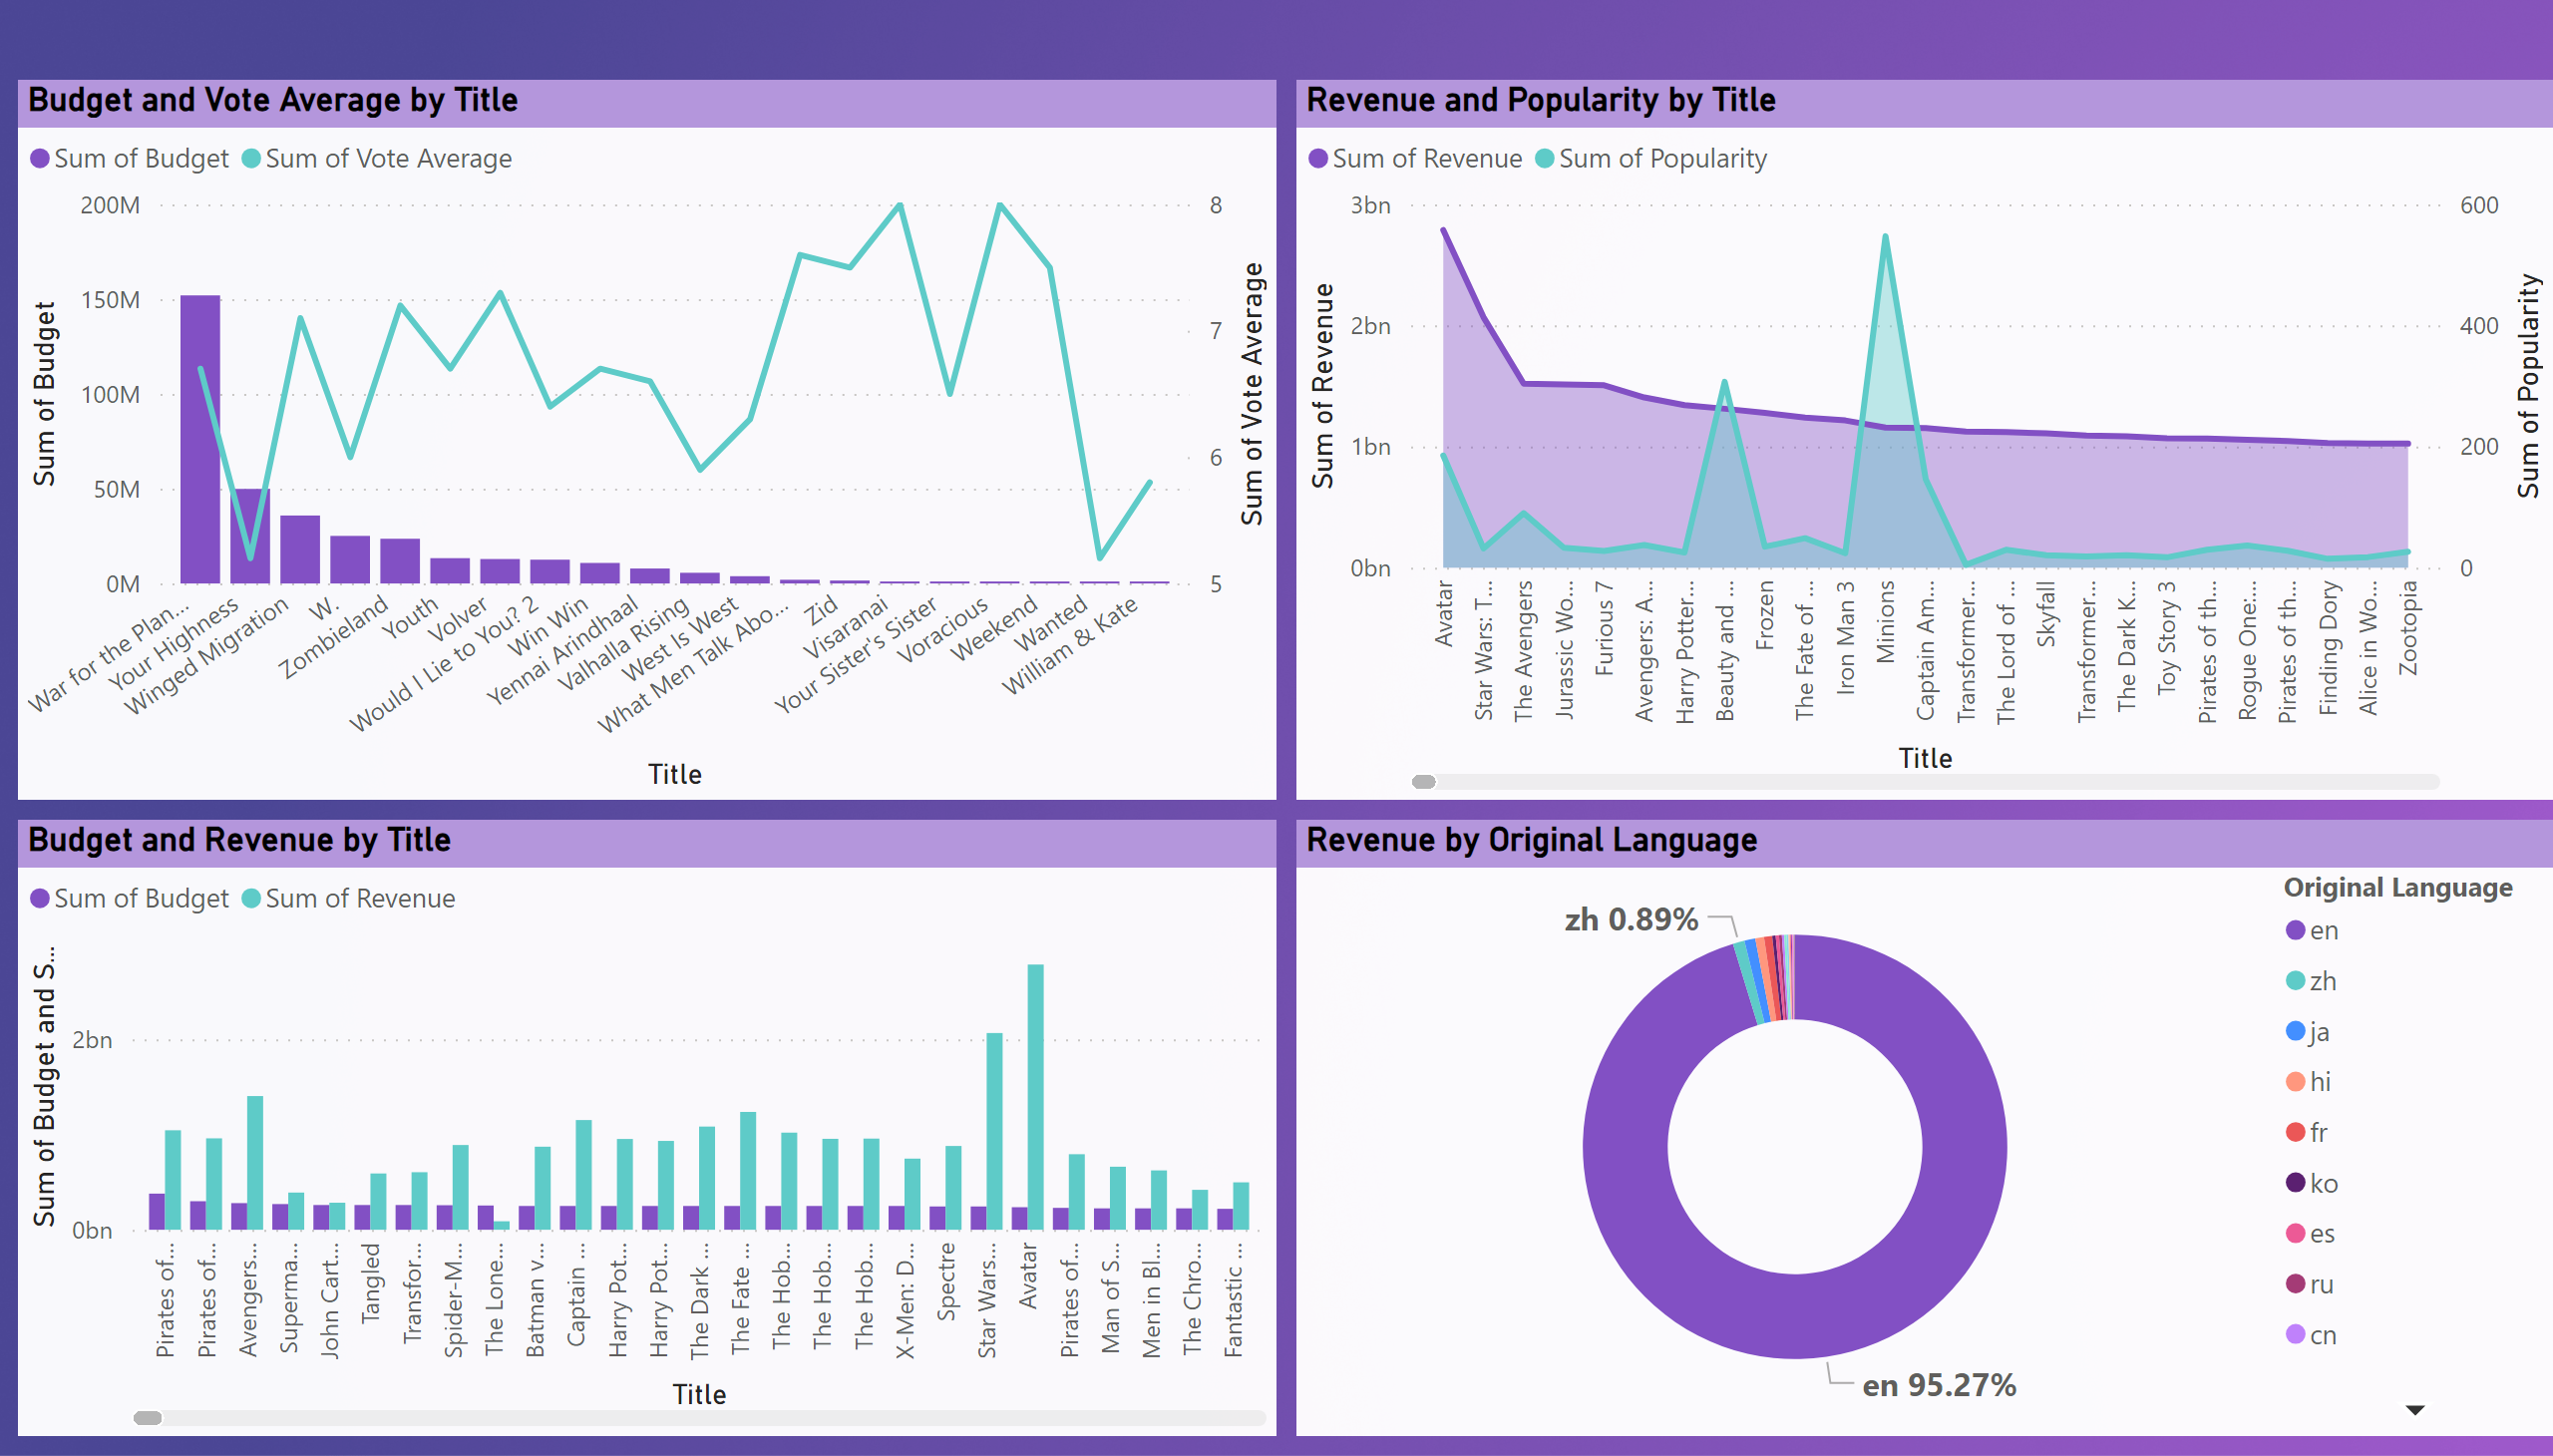 Budget and Vote Average by Title
Sum of Budget Sum of Vote Average
Sum of Budget
200M
150M
100M
50M
0M
8
7
6
5
Sum of Vote Average
War for the Plan...
Your Highness
Winged Migration
W.
Zombieland
Youth
Volver
Would I Lie to You? 2
Win Win
Yennai Arindhaal
Valhalla Rising
West Is West
What Men Talk Abo...
Zid
Visaranai
Your Sister's Sister
Voracious
Weekend
Wanted
William & Kate
Title
Revenue and Popularity by Title
Sum of Revenue Sum of Popularity
Sum of Revenue
3bn
2bn
1bn
0bn
600
400
200
0
Sum of Popularity
Avatar
Star Wars: T...
The Avengers
Jurassic Wo...
Furious 7
Avengers: A...
Harry Potter...
Beauty and ...
Frozen
The Fate of ...
Iron Man 3
Minions
Captain Am...
Transformer...
The Lord of ...
Skyfall
Transformer...
The Dark K...
Toy Story 3
Pirates of th...
Rogue One:...
Pirates of th...
Finding Dory
Alice in Wo...
Zootopia
Title
Budget and Revenue by Title
Sum of Budget Sum of Revenue
Sum of Budget and S...
2bn
0bn
Pirates of...
Pirates of...
Avengers...
Superma...
John Cart...
Tangled
Transfor...
Spider-M...
The Lone...
Batman v...
Captain ...
Harry Pot...
Harry Pot...
The Dark ...
The Fate ...
The Hob...
The Hob...
The Hob...
X-Men: D...
Spectre
Star Wars...
Avatar
Pirates of...
Man of S...
Men in Bl...
The Chro...
Fantastic ...
Title
Revenue by Original Language
zh 0.89%
en 95.27%
Original Language
en
zh
ja
hi
fr
ko
es
ru
cn